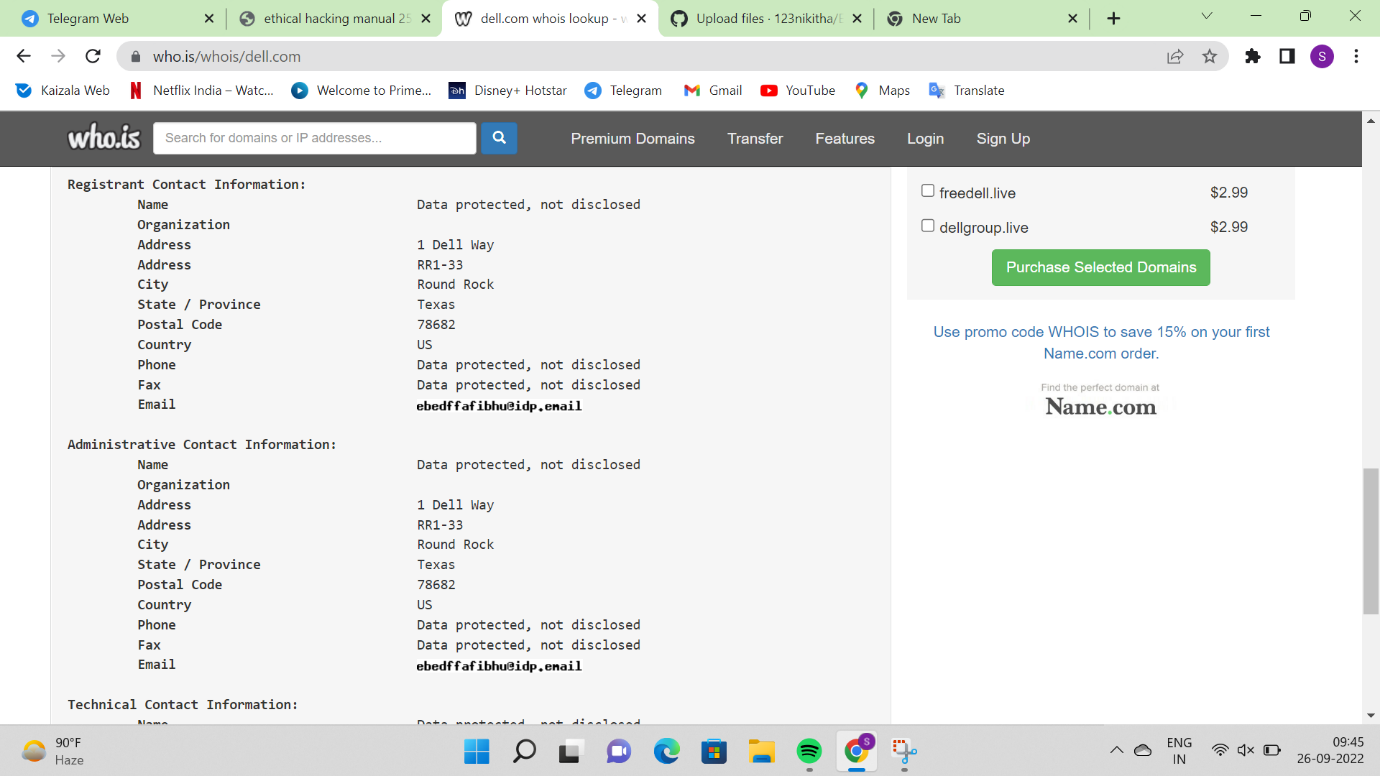 Telegram Web
ethical hacking manual 25
dell.com whois lookup - w
Upload files · 123nikitha/E
New Tab
who.is/whois/dell.com
S
Kaizala Web
Netflix India – Watc...
Welcome to Prime...
Disney+ Hotstar
Telegram
Gmail
YouTube
Maps
Translate
who.is
Search for domains or IP addresses...
Premium Domains
Transfer
Features
Login
Sign Up
Registrant Contact Information:
Name Data protected, not disclosed
Organization
Address 1 Dell Way
Address RR1-33
City Round Rock
State / Province Texas
Postal Code 78682
Country US
Phone Data protected, not disclosed
Fax Data protected, not disclosed
Email ebedffafibhu@idp.email
Administrative Contact Information:
Name Data protected, not disclosed
Organization
Address 1 Dell Way
Address RR1-33
City Round Rock
State / Province Texas
Postal Code 78682
Country US
Phone Data protected, not disclosed
Fax Data protected, not disclosed
Email ebedffafibhu@idp.email
Technical Contact Information:
Name Data protected, not disclosed
freedell.live $2.99
dellgroup.live $2.99
Purchase Selected Domains
Use promo code WHOIS to save 15% on your first
Name.com order.
Find the perfect domain at
Name.com
90°F
Haze
S
ENG
IN
09:45
26-09-2022